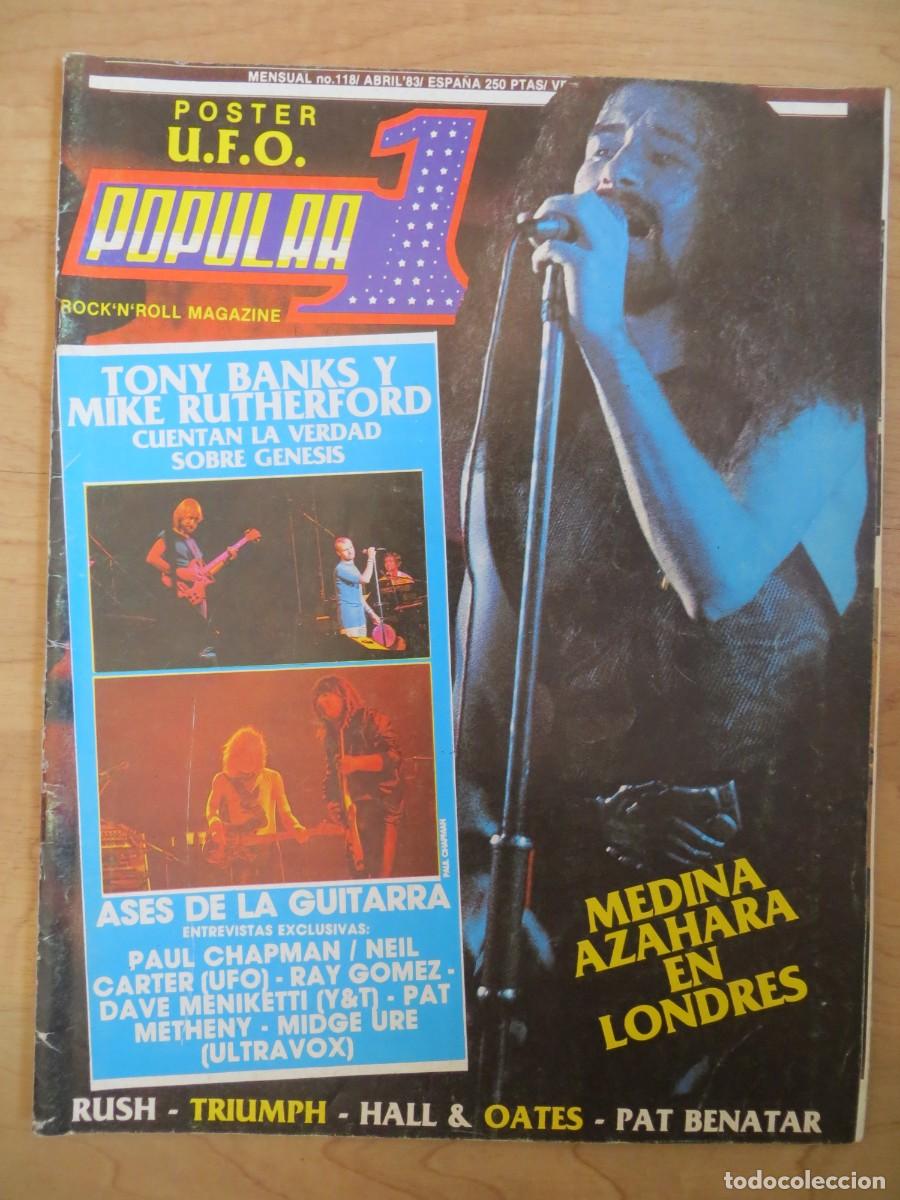 MENSUAL no.118/ ABRIL'83/ ESPAÑA 250 PTAS/
POSTER
U.F.O.
POPULAR 1
ROCK'N'ROLL MAGAZINE
TONY BANKS Y
MIKE RUTHERFORD
CUENTAN LA VERDAD
SOBRE GENESIS
PAUL CHAPMAN
ASES DE LA GUITARRA
ENTREVISTAS EXCLUSIVAS:
PAUL CHAPMAN / NEIL
CARTER (UFO) - RAY GOMEZ -
DAVE MENIKETTI (Y&T) - PAT
METHENY - MIDGE URE
(ULTRAVOX)
MEDINA
AZAHARA
EN
LONDRES
RUSH - TRIUMPH - HALL & OATES - PAT BENATAR
todocoleccion